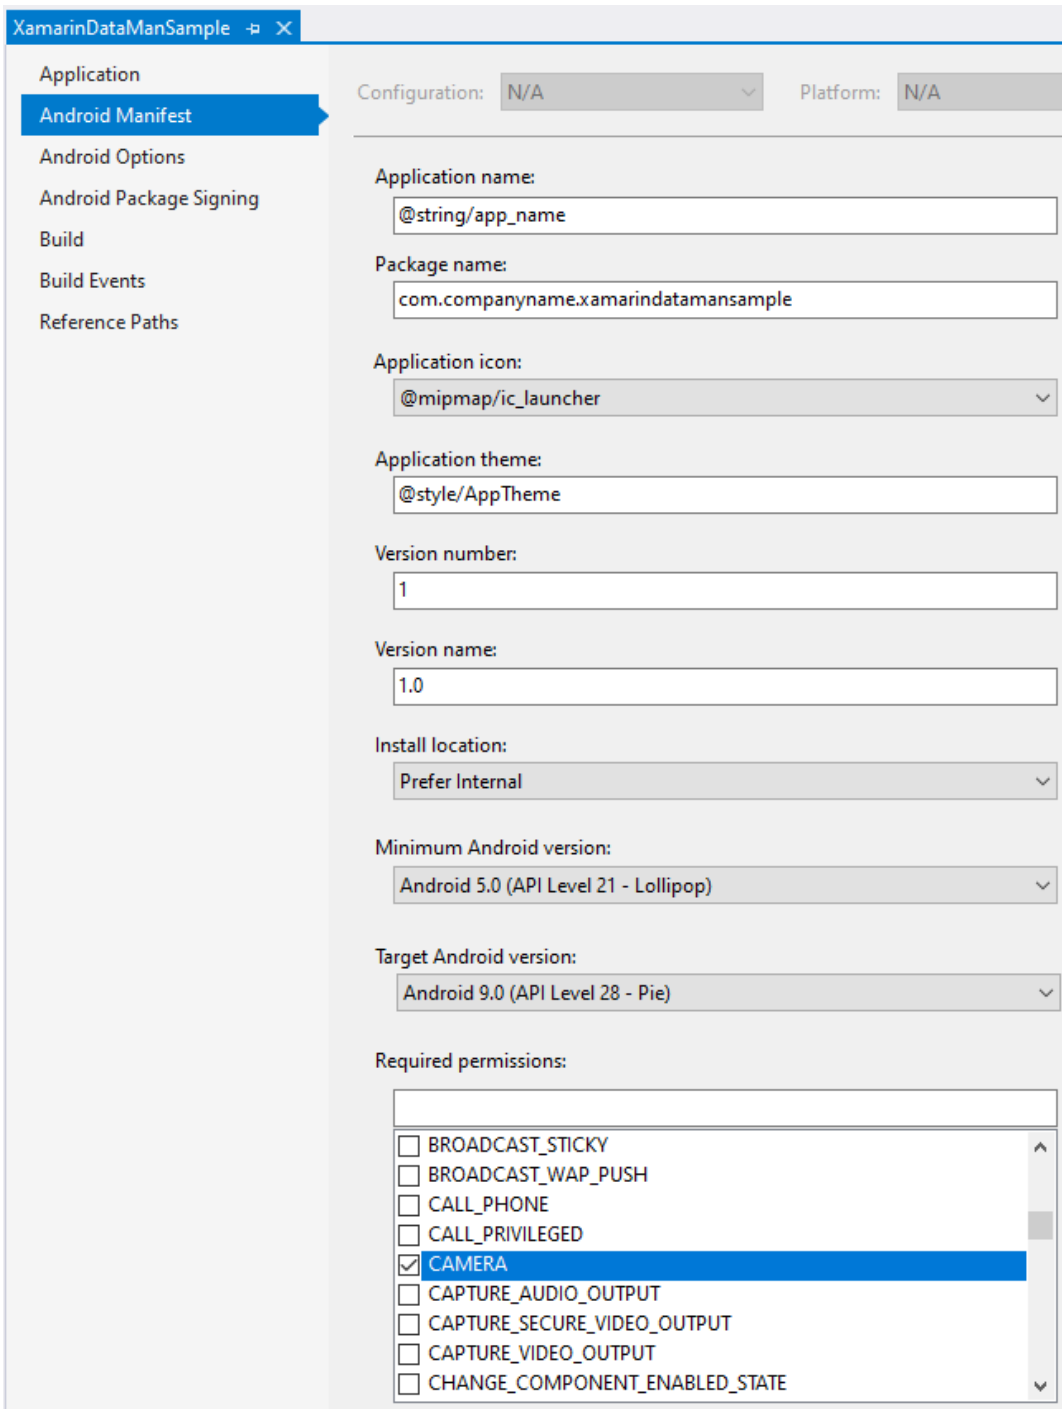 XamarinDataManSample
Application
Android Manifest
Android Options
Android Package Signing
Build
Build Events
Reference Paths
Configuration: N/A Platform: N/A
Application name:
@string/app_name
Package name:
com.companyname.xamarindatamansample
Application icon:
@mipmap/ic_launcher
Application theme:
@style/AppTheme
Version number:
1
Version name:
1.0
Install location:
Prefer Internal
Minimum Android version:
Android 5.0 (API Level 21 - Lollipop)
Target Android version:
Android 9.0 (API Level 28 - Pie)
Required permissions:
BROADCAST_STICKY
BROADCAST_WAP_PUSH
CALL_PHONE
CALL_PRIVILEGED
CAMERA
CAPTURE_AUDIO_OUTPUT
CAPTURE_SECURE_VIDEO_OUTPUT
CAPTURE_VIDEO_OUTPUT
CHANGE_COMPONENT_ENABLED_STATE